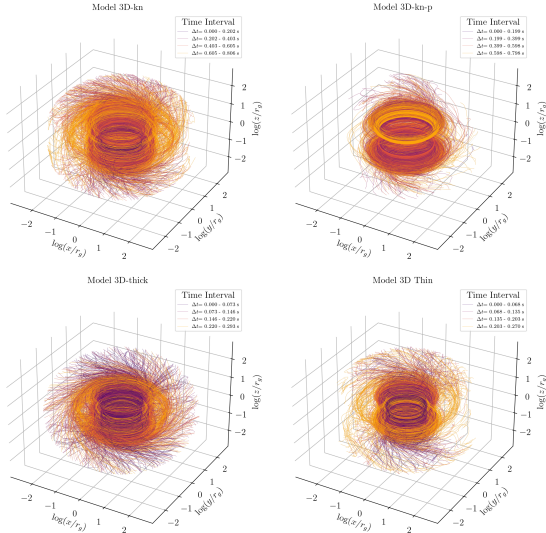 Model 3D-kn
Time Interval
Δt= 0.000 - 0.202 s
Δt= 0.202 - 0.403 s
Δt= 0.403 - 0.605 s
Δt= 0.605 - 0.806 s
2
1
0
−1
−2
log(z/r_g)
2
1
0
−1
−2
log(y/r_g)
−2
−1
0
1
2
log(x/r_g)
Model 3D-kn-p
Time Interval
Δt= 0.000 - 0.199 s
Δt= 0.199 - 0.399 s
Δt= 0.399 - 0.598 s
Δt= 0.598 - 0.798 s
2
1
0
−1
−2
log(z/r_g)
2
1
0
−1
−2
log(y/r_g)
−2
−1
0
1
2
log(x/r_g)
Model 3D-thick
Time Interval
Δt= 0.000 - 0.073 s
Δt= 0.073 - 0.146 s
Δt= 0.146 - 0.220 s
Δt= 0.220 - 0.293 s
2
1
0
−1
−2
log(z/r_g)
2
1
0
−1
−2
log(y/r_g)
−2
−1
0
1
2
log(x/r_g)
Model 3D Thin
Time Interval
Δt= 0.000 - 0.068 s
Δt= 0.068 - 0.135 s
Δt= 0.135 - 0.203 s
Δt= 0.203 - 0.270 s
2
1
0
−1
−2
log(z/r_g)
2
1
0
−1
−2
log(y/r_g)
−2
−1
0
1
2
log(x/r_g)